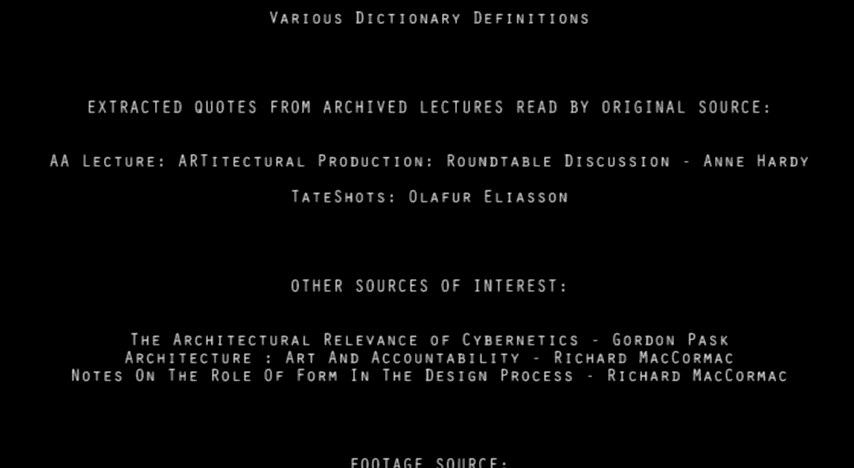 Various Dictionary Definitions
EXTRACTED QUOTES FROM ARCHIVED LECTURES READ BY ORIGINAL SOURCE:
AA Lecture: ARTitectural Production: Roundtable Discussion - Anne Hardy
TateShots: Olafur Eliasson
OTHER SOURCES OF INTEREST:
The Architectural Relevance of Cybernetics - Gordon Pask
Architecture : Art And Accountability - Richard MacCormac
Notes On The Role Of Form In The Design Process - Richard MacCormac
FOOTAGE SOURCE: